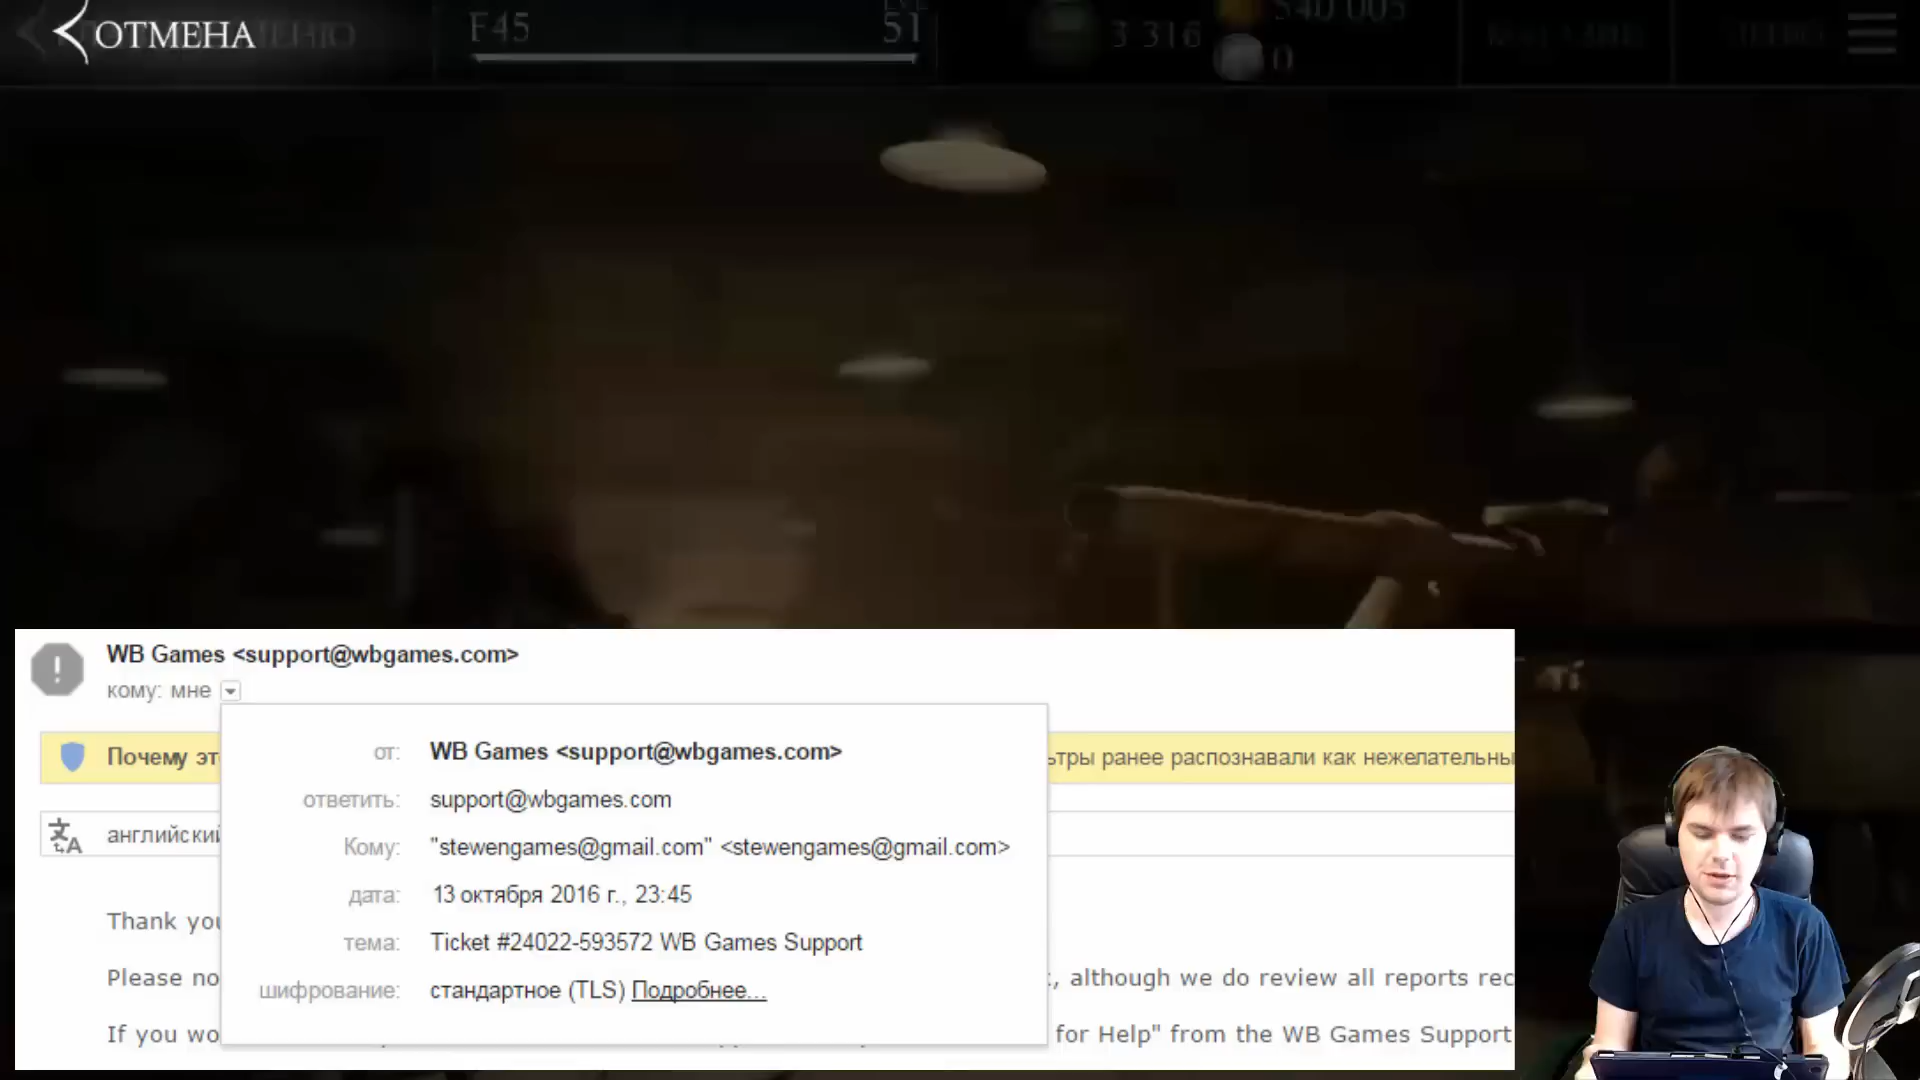 ОТМЕНА
F45
51
3 316
540 005
0
WB Games <support@wbgames.com>
кому: мне
Почему эт
ьтры ранее распознавали как нежелательны
английский
от: WB Games <support@wbgames.com>
ответить: support@wbgames.com
Кому: "stewengames@gmail.com" <stewengames@gmail.com>
дата: 13 октября 2016 г., 23:45
тема: Ticket #24022-593572 WB Games Support
шифрование: стандартное (TLS) Подробнее...
Thank you
Please no
, although we do review all reports rec
If you wo
for Help" from the WB Games Support